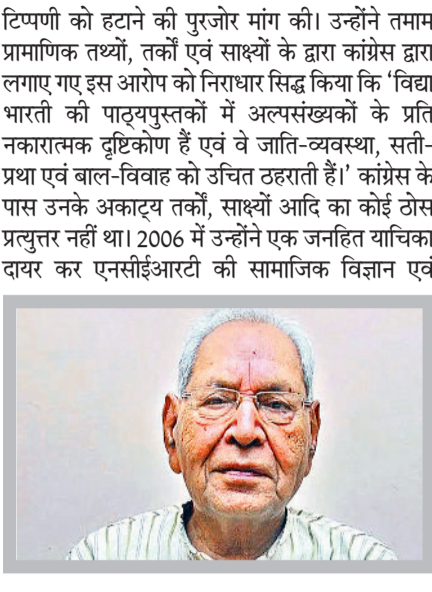 टिप्पणी को हटाने की पुरजोर मांग की। उन्होंने तमाम
प्रामाणिक तथ्यों, तर्कों एवं साक्ष्यों के द्वारा कांग्रेस द्वारा
लगाए गए इस आरोप को निराधार सिद्ध किया कि ‘विद्या
भारती की पाठ्यपुस्तकों में अल्पसंख्यकों के प्रति
नकारात्मक दृष्टिकोण हैं एवं वे जाति-व्यवस्था, सती-
प्रथा एवं बाल-विवाह को उचित ठहराती हैं।’ कांग्रेस के
पास उनके अकाट्य तर्कों, साक्ष्यों आदि का कोई ठोस
प्रत्युत्तर नहीं था। 2006 में उन्होंने एक जनहित याचिका
दायर कर एनसीईआरटी की सामाजिक विज्ञान एवं